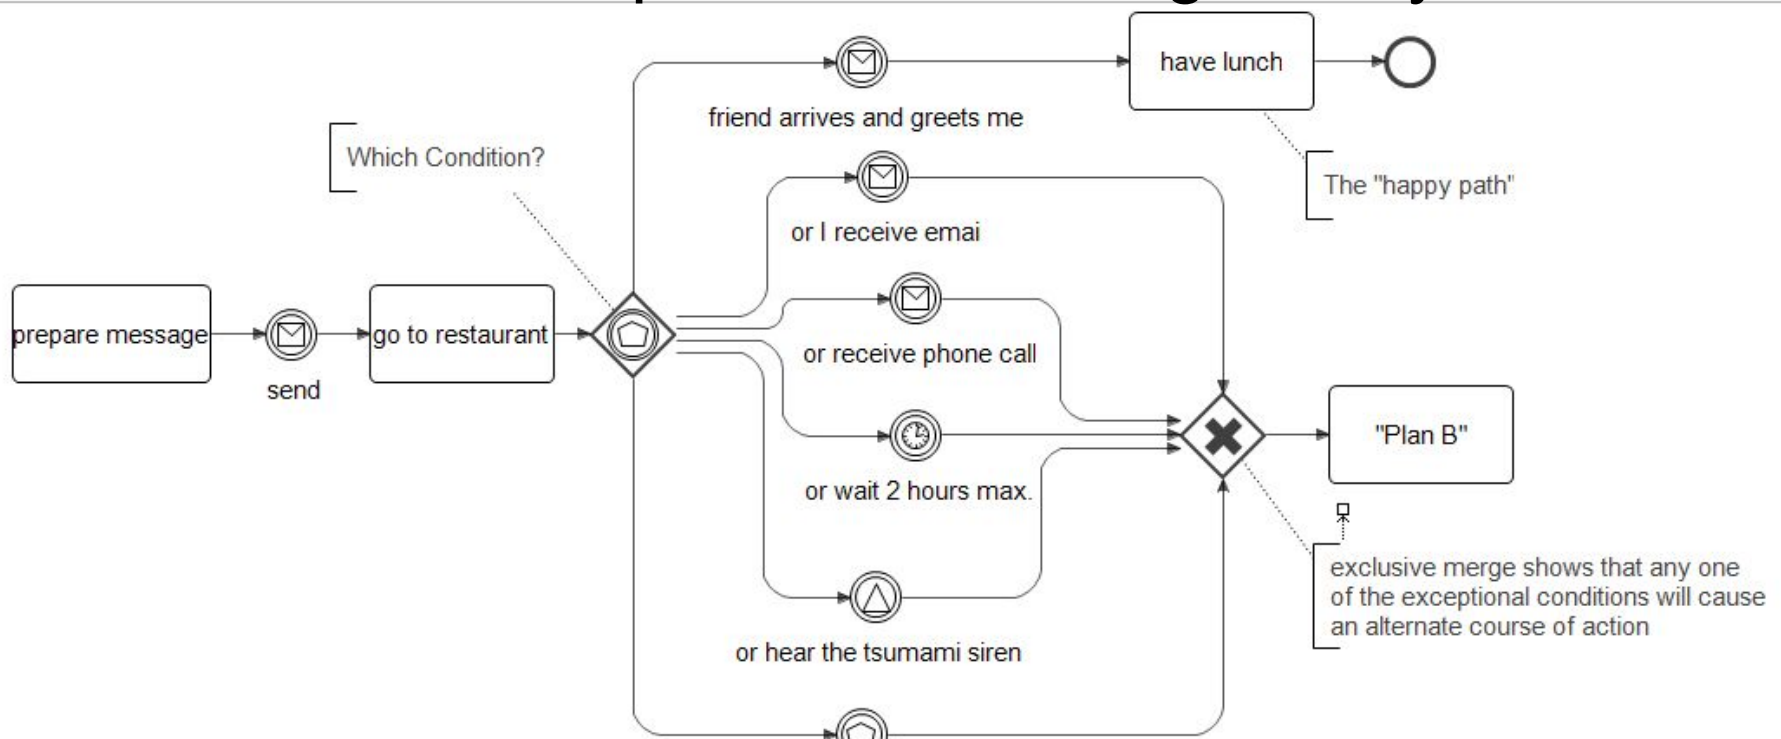 have lunch
friend arrives and greets me
Which Condition?
The "happy path"
or I receive emai
prepare message
go to restaurant
send
or receive phone call
"Plan B"
or wait 2 hours max.
exclusive merge shows that any one
of the exceptional conditions will cause
an alternate course of action
or hear the tsumami siren